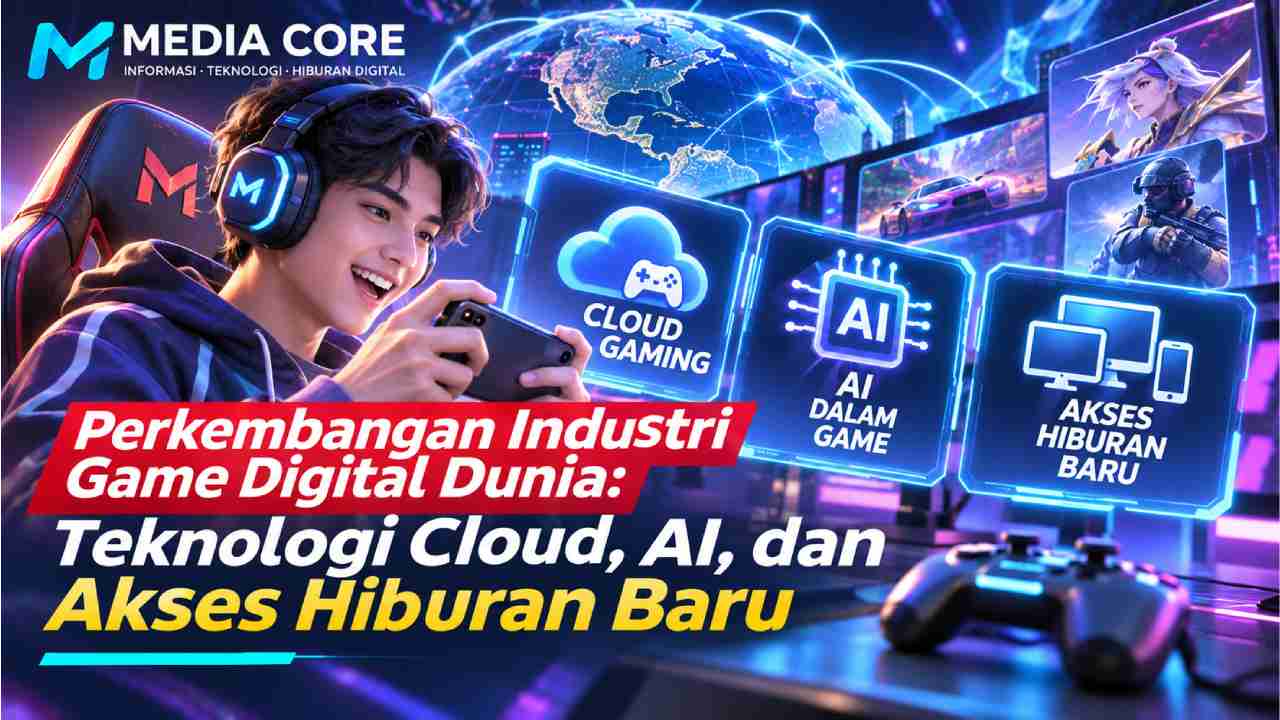 MEDIA CORE
INFORMASI · TEKNOLOGI · HIBURAN DIGITAL
M
M
CLOUD
GAMING
AI
AI
DALAM
GAME
AKSES
HIBURAN
BARU
Perkembangan Industri
Game Digital Dunia:
Teknologi Cloud, AI, dan
Akses Hiburan Baru